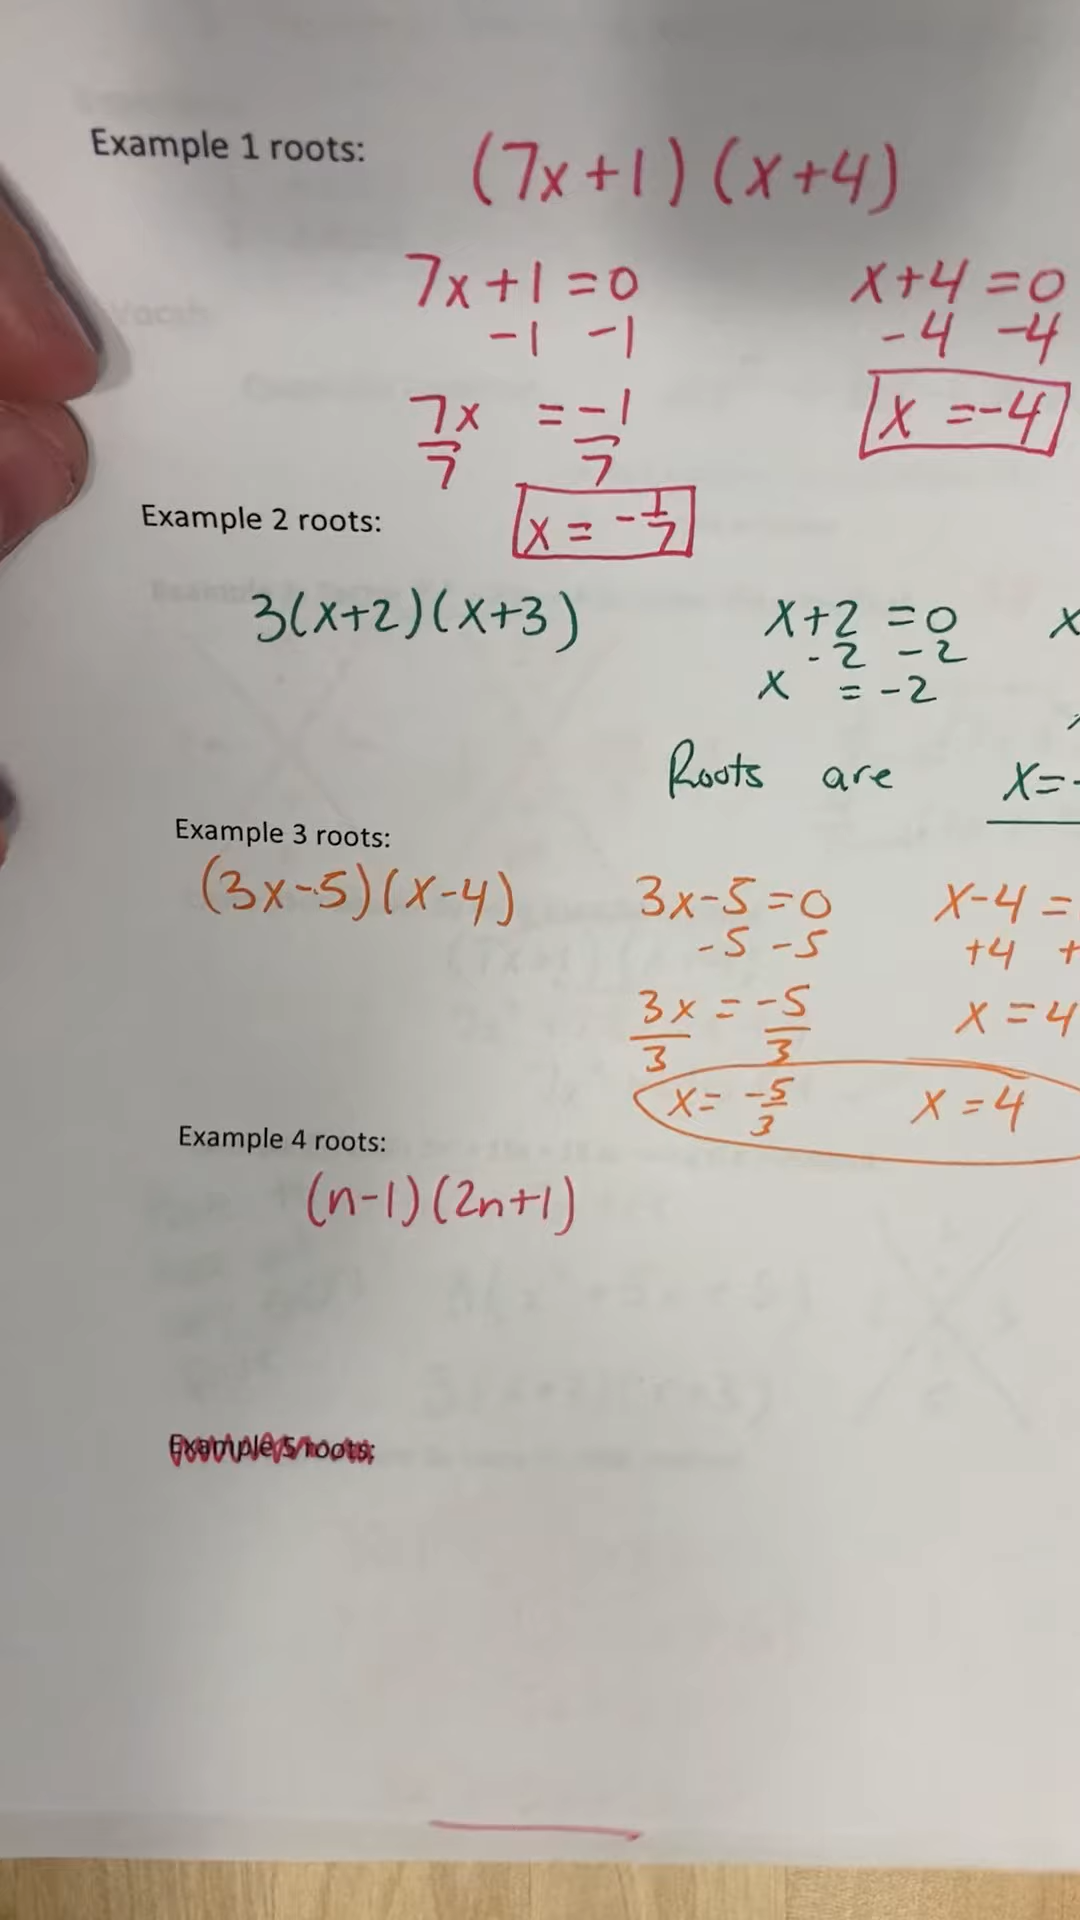 Example 1 roots: (7x+1)(x+4)
7x+1=0 x+4=0
-1 -1 -4 -4
7x =-1 x =-4
7 7
Example 2 roots: x = -1/7
3(x+2)(x+3) x+2=0 x
-2 -2
x =-2
Roots are x=-
Example 3 roots:
(3x-5)(x-4) 3x-5=0 x-4=
-5 -5 +4 +
3x = -5 x=4
3 3
x= -5/3 x=4
Example 4 roots:
(n-1)(2n+1)
Example 5 roots: